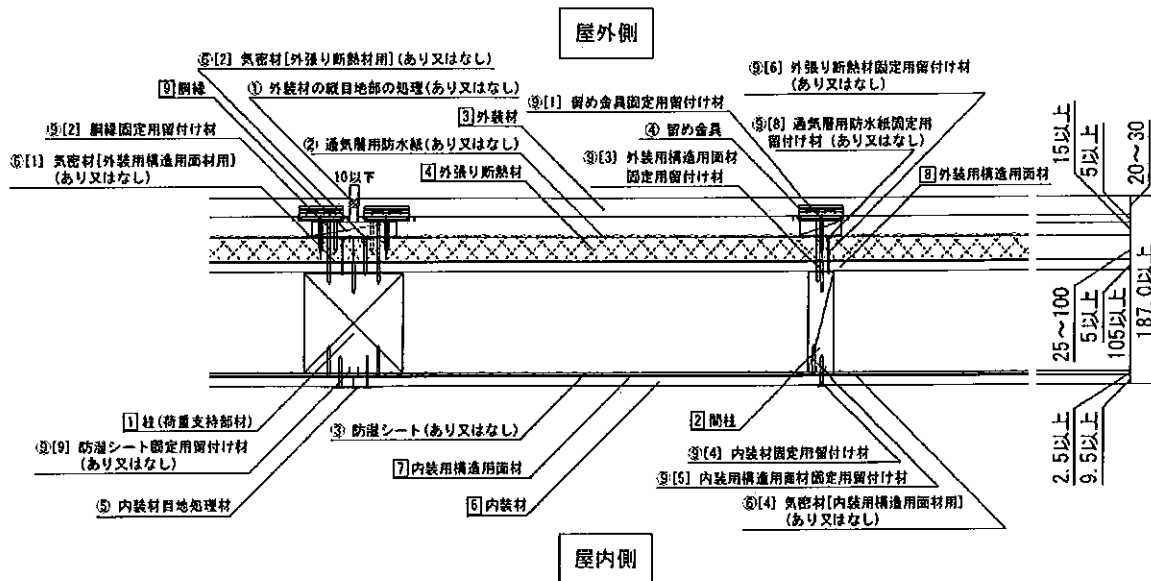 屋外側
⑥[2] 気密材[外張り断熱材用](あり又はなし)
9 胴縁
① 外装材の縦目地部の処理(あり又はなし)
⑨[2] 胴縁固定用留付け材
② 通気層用防水紙(あり又はなし)
⑥[1] 気密材[外装用構造用面材用]
(あり又はなし)
10以下
4 外張り断熱材
3 外装材
⑨[1] 留め金具固定用留付け材
④ 留め金具
⑨[3] 外装用構造用面材
固定用留付け材
⑨[6] 外張り断熱材固定用留付け材
(あり又はなし)
⑨[8] 通気層用防水紙固定用
留付け材 (あり又はなし)
8 外装用構造用面材
15以上
5以上
20~30
25~100
5以上
105以上
187.0以上
2.5以上
9.5以上
1 柱(荷重支持部材)
⑨[9] 防湿シート固定用留付け材
(あり又はなし)
⑤ 内装材目地処理材
③ 防湿シート(あり又はなし)
7 内装用構造用面材
6 内装材
2 間柱
⑨[4] 内装材固定用留付け材
⑨[5] 内装用構造用面材固定用留付け材
⑥[4] 気密材[内装用構造用面材用]
(あり又はなし)
屋内側